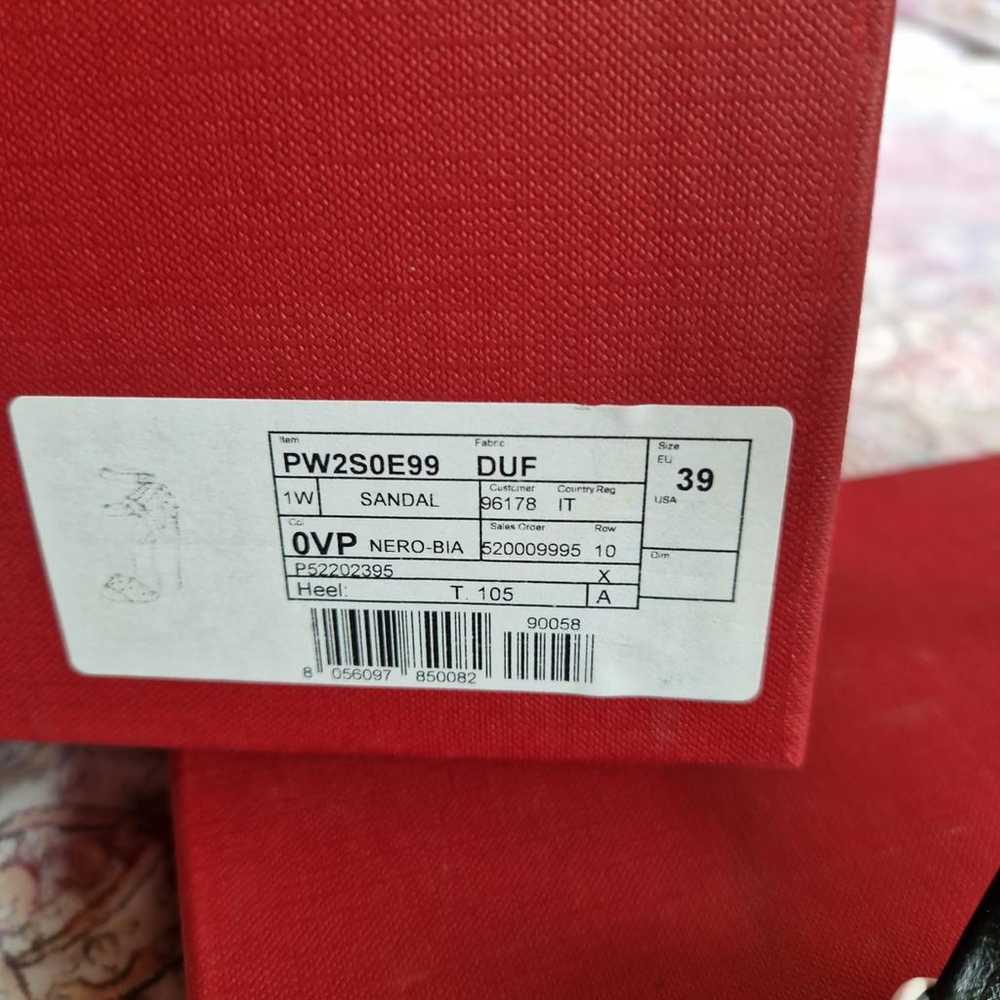 Item Fabric
PW2S0E99 DUF
1W SANDAL
Customer Country Reg
96178 IT
Col
0VP NERO-BIA
Sales Order Row
520009995 10
P52202395 X
Heel: T. 105 A
Size
EU 39
USA
Dim.
90058
8 056097 850082